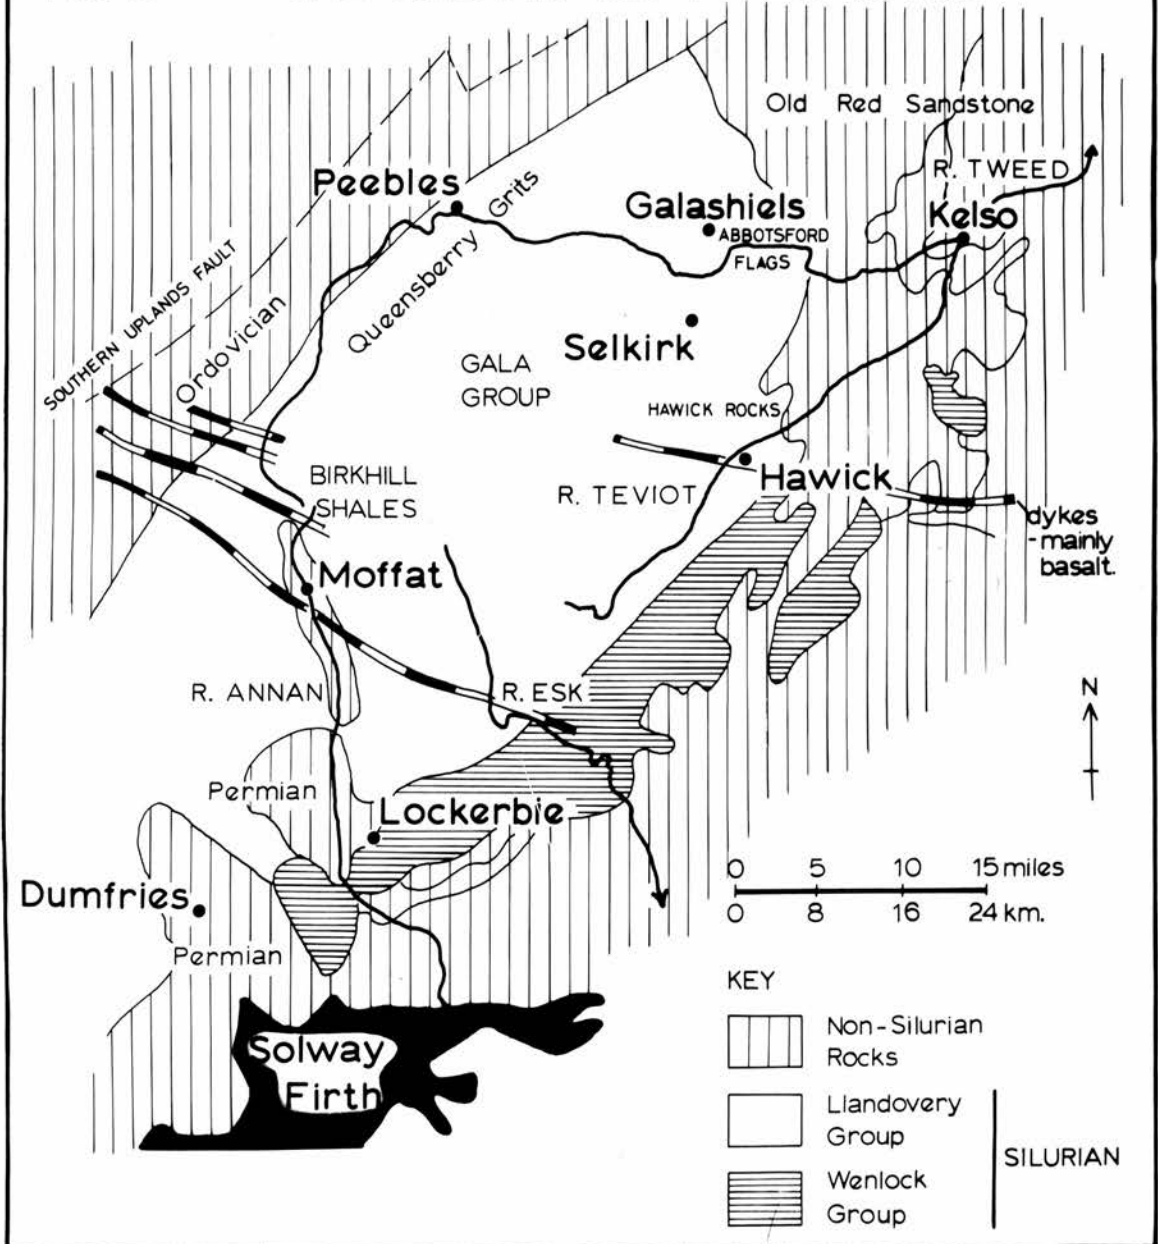 Old Red Sandstone
R. TWEED
Peebles
Queensberry Grits
Galashiels
ABBOTSFORD
FLAGS
Kelso
SOUTHERN UPLANDS FAULT
Ordovician
Selkirk
GALA
GROUP
HAWICK ROCKS
BIRKHILL
SHALES
R. TEVIOT
Hawick
dykes
- mainly
basalt.
Moffat
R. ANNAN
R. ESK
N
Permian
Lockerbie
Dumfries
Permian
0 5 10 15 miles
0 8 16 24 km.
Solway
Firth
KEY
Non-Silurian
Rocks
Llandovery
Group
Wenlock
Group
SILURIAN